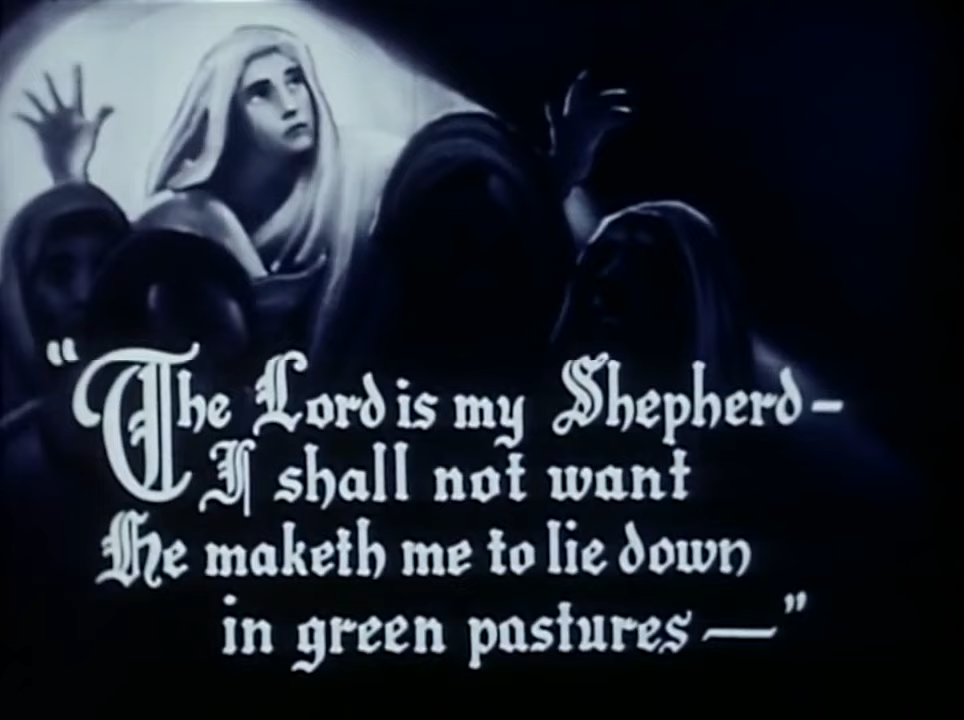 “The Lord is my Shepherd –
I shall not want
He maketh me to lie down
in green pastures —”